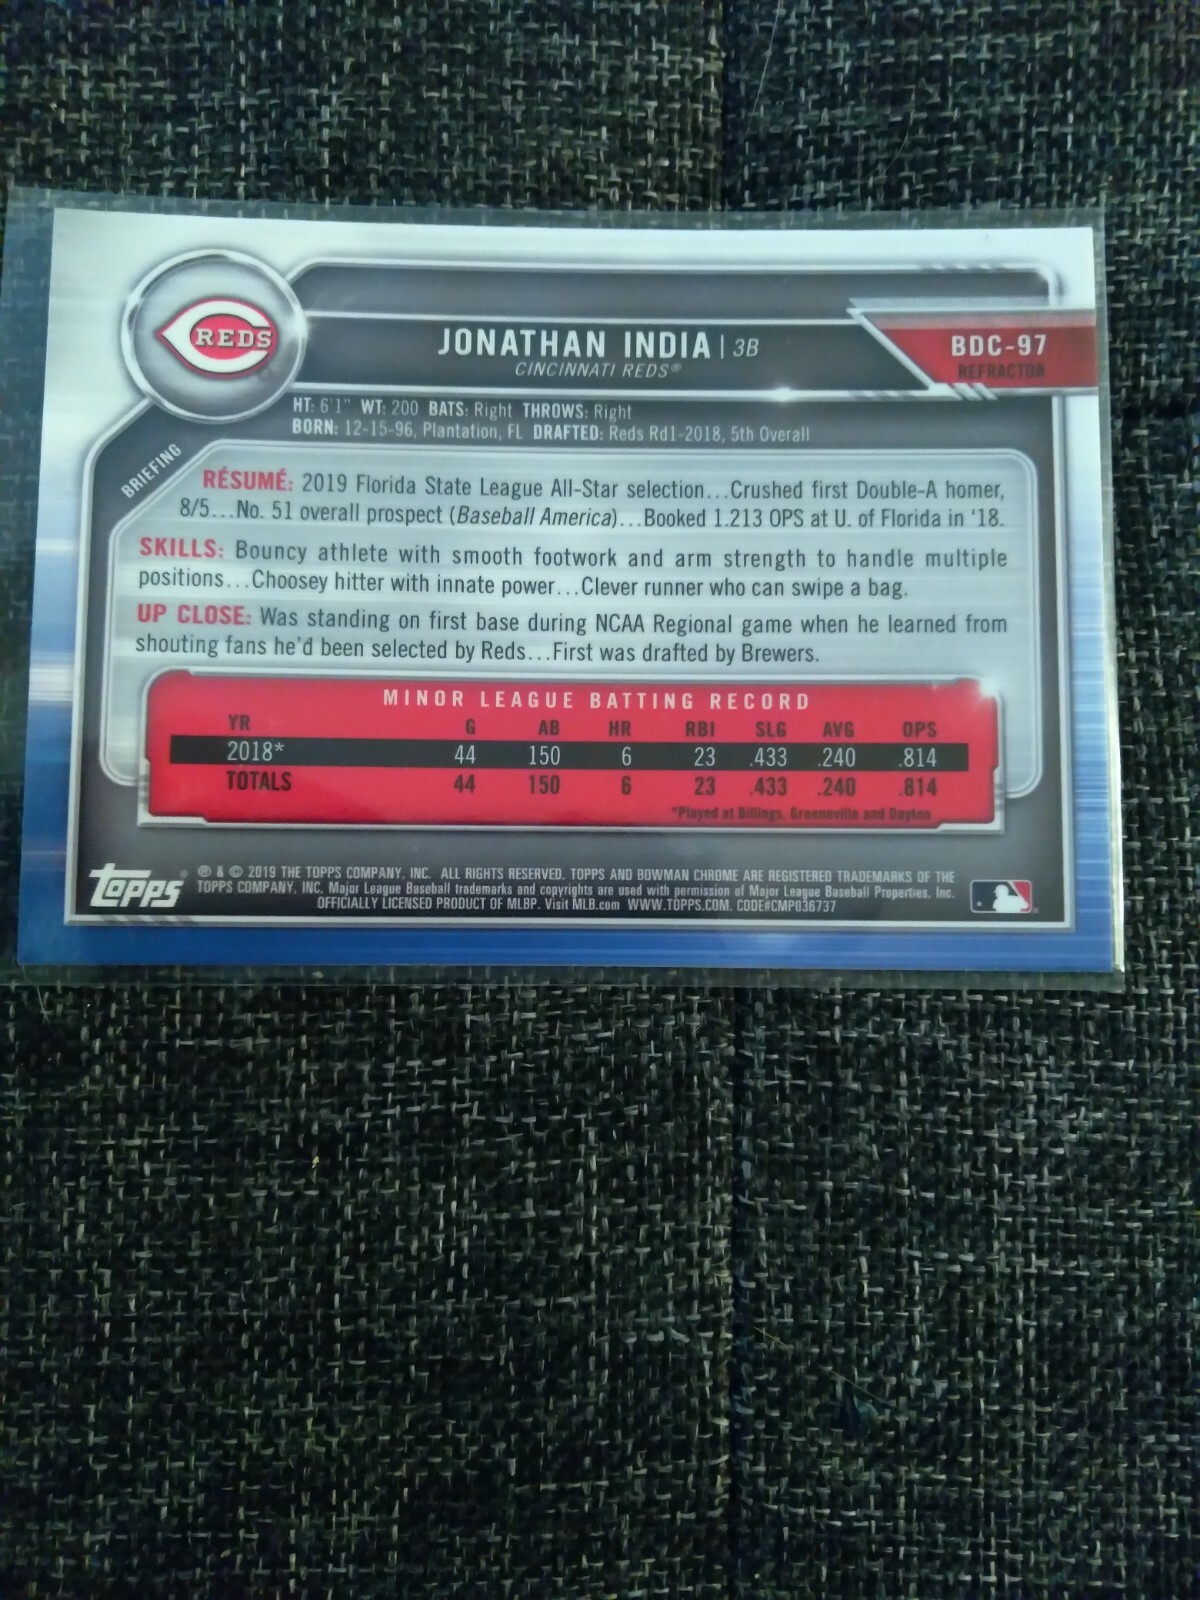 REDS
JONATHAN INDIA | 3B
CINCINNATI REDS®
BDC-97
REFRACTOR
HT: 6'1" WT: 200 BATS: Right THROWS: Right
BORN: 12-15-96, Plantation, FL DRAFTED: Reds Rd1-2018, 5th Overall
BRIEFING
RÉSUMÉ: 2019 Florida State League All-Star selection...Crushed first Double-A homer,
8/5...No. 51 overall prospect (Baseball America)...Booked 1.213 OPS at U. of Florida in '18.
SKILLS: Bouncy athlete with smooth footwork and arm strength to handle multiple
positions...Choosey hitter with innate power...Clever runner who can swipe a bag.
UP CLOSE: Was standing on first base during NCAA Regional game when he learned from
shouting fans he'd been selected by Reds...First was drafted by Brewers.
MINOR LEAGUE BATTING RECORD
YR G AB HR RBI SLG AVG OPS
2018* 44 150 6 23 .433 .240 .814
TOTALS 44 150 6 23 .433 .240 .814
*Played at Billings, Greeneville and Dayton
Topps®
® & © 2019 THE TOPPS COMPANY, INC. ALL RIGHTS RESERVED. TOPPS AND BOWMAN CHROME ARE REGISTERED TRADEMARKS OF THE
TOPPS COMPANY, INC. Major League Baseball trademarks and copyrights are used with permission of Major League Baseball Properties, Inc.
OFFICIALLY LICENSED PRODUCT OF MLBP. Visit MLB.com WWW.TOPPS.COM. CODE#CMP036737